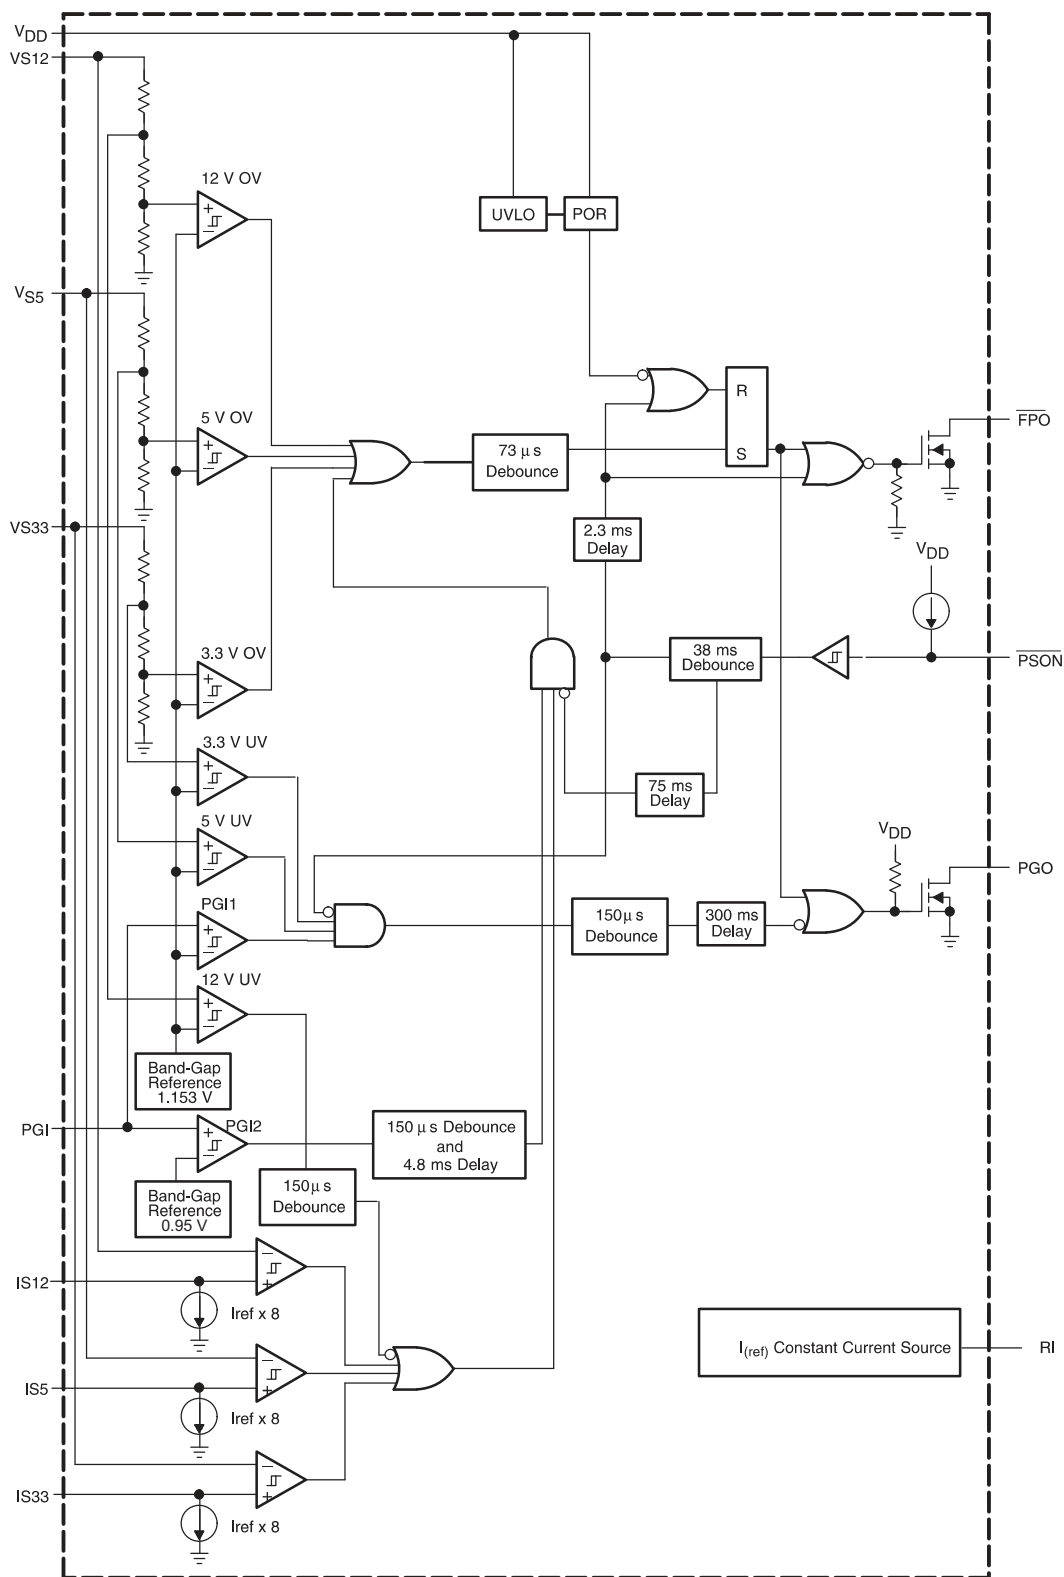 VDD
VS12
12 V OV
+
−
UVLO
POR
VS5
5 V OV
+
−
73 µs
Debounce
R
S
FPO
VS33
2.3 ms
Delay
VDD
3.3 V OV
+
−
38 ms
Debounce
PSON
3.3 V UV
+
−
75 ms
Delay
5 V UV
+
−
VDD
PGO
PGI1
+
−
150µs
Debounce
300 ms
Delay
12 V UV
+
−
Band-Gap
Reference
1.153 V
PGI
PGI2
+
−
150 µs Debounce
and
4.8 ms Delay
Band-Gap
Reference
0.95 V
150µs
Debounce
−
+
IS12
Iref x 8
I(ref) Constant Current Source
RI
−
+
IS5
Iref x 8
−
+
IS33
Iref x 8